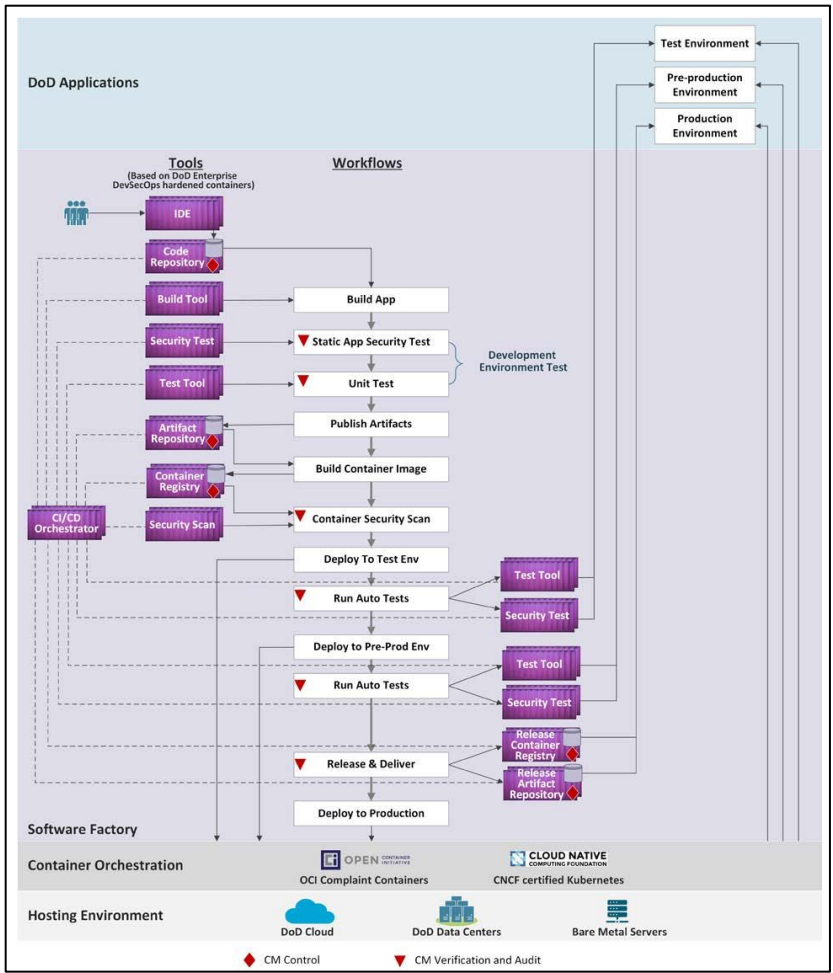 Test Environment
DoD Applications
Pre-production
Environment
Production
Environment
Tools
(Based on DoD Enterprise
DevSecOps hardened containers)
Workflows
IDE
Code
Repository
Build Tool
Build App
Security Test
Static App Security Test
Development
Environment Test
Test Tool
Unit Test
Artifact
Repository
Publish Artifacts
Build Container Image
Container
Registry
CI/CD
Orchestrator
Security Scan
Container Security Scan
Deploy To Test Env
Test Tool
Run Auto Tests
Security Test
Deploy to Pre-Prod Env
Test Tool
Run Auto Tests
Security Test
Release
Container
Registry
Release & Deliver
Release
Artifact
Repository
Deploy to Production
Software Factory
Container Orchestration
Ci OPEN CONTAINER
INITIATIVE
CLOUD NATIVE
COMPUTING FOUNDATION
OCI Complaint Containers
CNCF certified Kubernetes
Hosting Environment
DoD Cloud
DoD Data Centers
Bare Metal Servers
CM Control
CM Verification and Audit